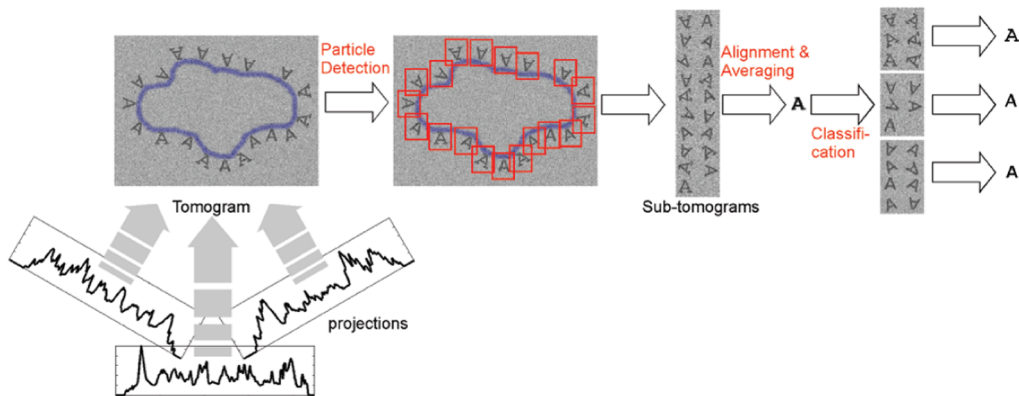 Particle
Detection
Alignment &
Averaging
A
A
Classifi-
cation
A
A
Tomogram
Sub-tomograms
projections